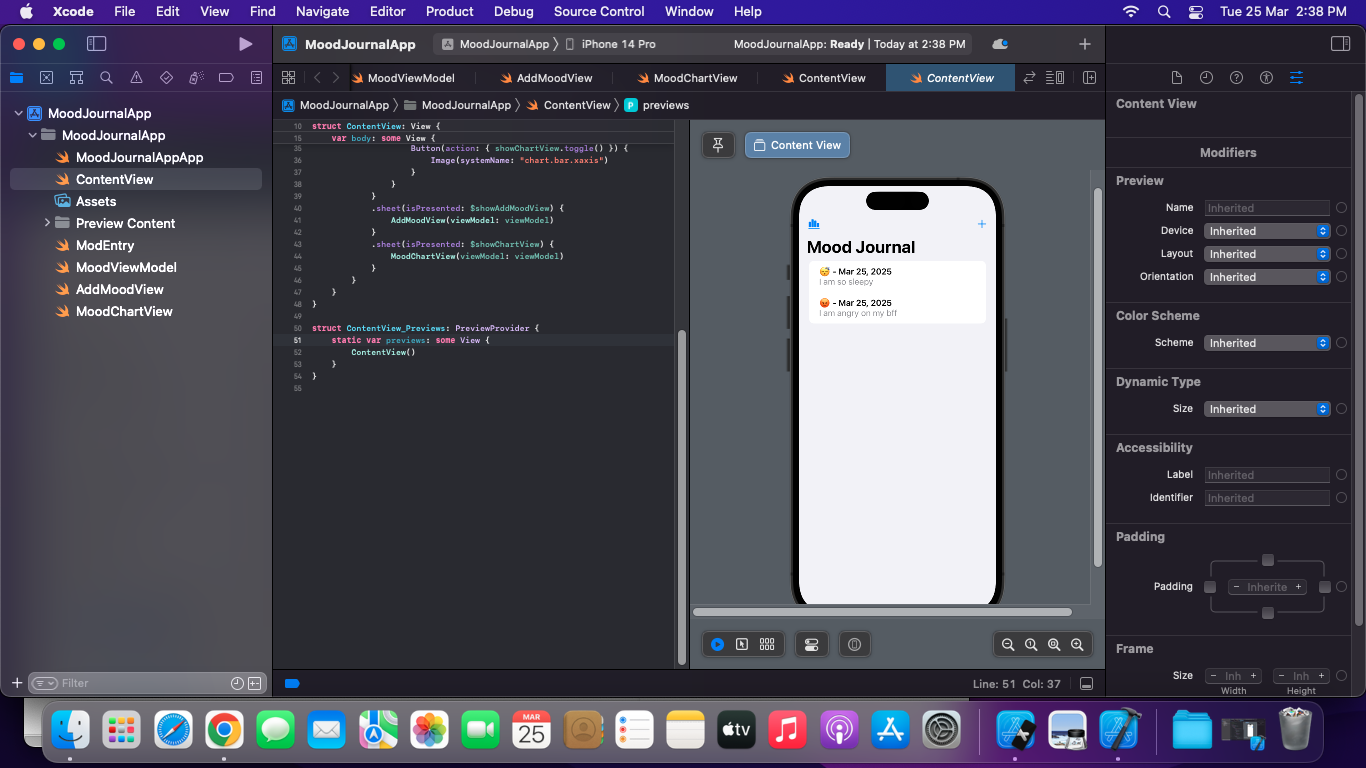 Xcode File Edit View Find Navigate Editor Product Debug Source Control Window Help Tue 25 Mar 2:38 PM
MoodJournalApp MoodJournalApp iPhone 14 Pro MoodJournalApp: Ready | Today at 2:38 PM
MoodViewModel AddMoodView MoodChartView ContentView ContentView
MoodJournalApp MoodJournalApp ContentView P previews
MoodJournalApp
MoodJournalApp
MoodJournalAppApp
ContentView
Assets
Preview Content
ModEntry
MoodViewModel
AddMoodView
MoodChartView
Filter
10 struct ContentView: View {
15 var body: some View {
35 Button(action: { showChartView.toggle() }) {
36 Image(systemName: "chart.bar.xaxis")
37 }
38 }
39 }
40 .sheet(isPresented: $showAddMoodView) {
41 AddMoodView(viewModel: viewModel)
42 }
43 .sheet(isPresented: $showChartView) {
44 MoodChartView(viewModel: viewModel)
45 }
46 }
47 }
48 }
49
50 struct ContentView_Previews: PreviewProvider {
51 static var previews: some View {
52 ContentView()
53 }
54 }
55
Content View
Mood Journal
😴 - Mar 25, 2025
I am so sleepy
😡 - Mar 25, 2025
I am angry on my bff
Line: 51 Col: 37
Content View
Modifiers
Preview
Name Inherited
Device Inherited
Layout Inherited
Orientation Inherited
Color Scheme
Scheme Inherited
Dynamic Type
Size Inherited
Accessibility
Label Inherited
Identifier Inherited
Padding
Padding − Inherite +
Frame
Size − Inh + − Inh +
Width Height
MAR
25
tv